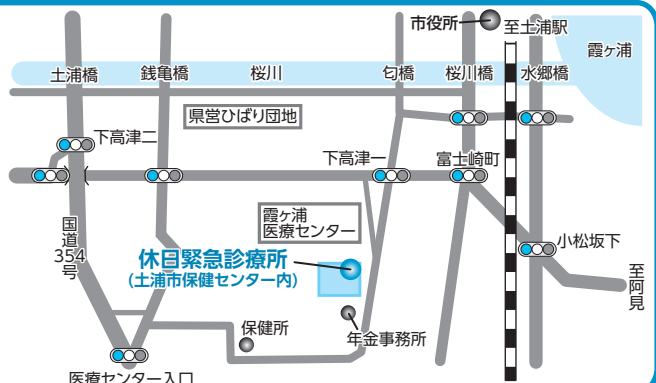 市役所
至土浦駅
霞ヶ浦
土浦橋
銭亀橋
桜川
匂橋
桜川橋
水郷橋
県営ひばり団地
下高津二
下高津一
富士崎町
国道354号
霞ヶ浦
医療センター
小松坂下
休日緊急診療所
(土浦市保健センター内)
至阿見
保健所
年金事務所
医療センター入口